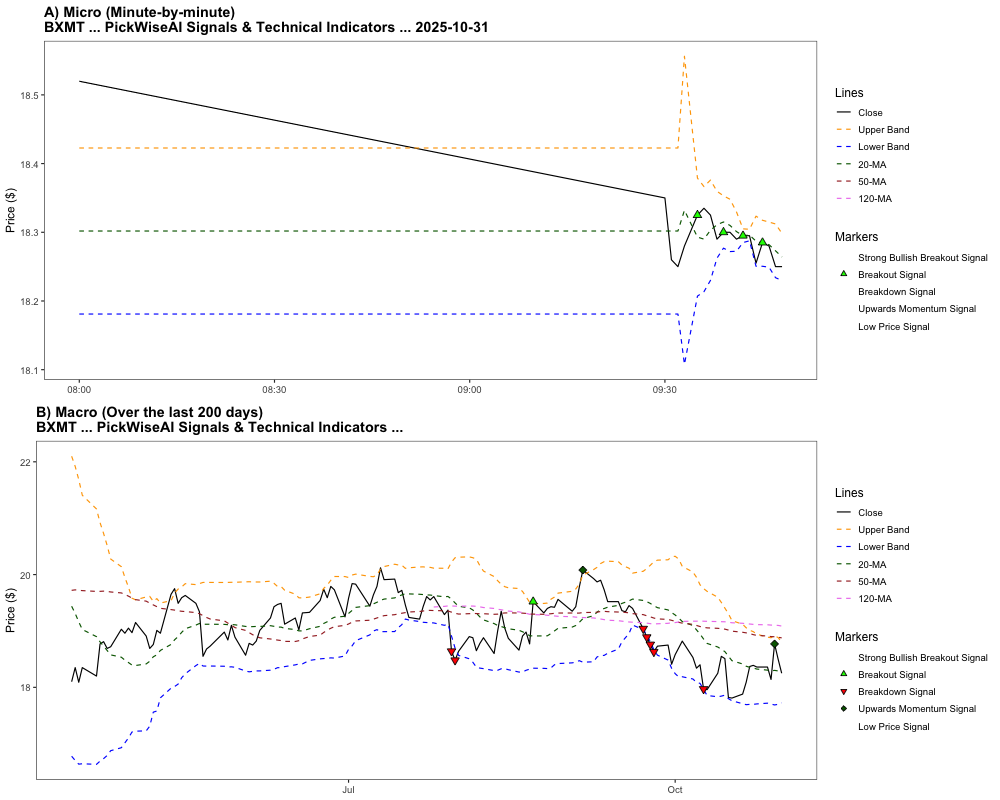 A) Micro (Minute-by-minute)
BXMT ... PickWiseAI Signals & Technical Indicators ... 2025-10-31
Price ($)
18.5
18.4
18.3
18.2
18.1
08:00
08:30
09:00
09:30
Lines
Close
Upper Band
Lower Band
20-MA
50-MA
120-MA
Markers
Strong Bullish Breakout Signal
Breakout Signal
Breakdown Signal
Upwards Momentum Signal
Low Price Signal
B) Macro (Over the last 200 days)
BXMT ... PickWiseAI Signals & Technical Indicators ...
Price ($)
22
20
18
Jul
Oct
Lines
Close
Upper Band
Lower Band
20-MA
50-MA
120-MA
Markers
Strong Bullish Breakout Signal
Breakout Signal
Breakdown Signal
Upwards Momentum Signal
Low Price Signal